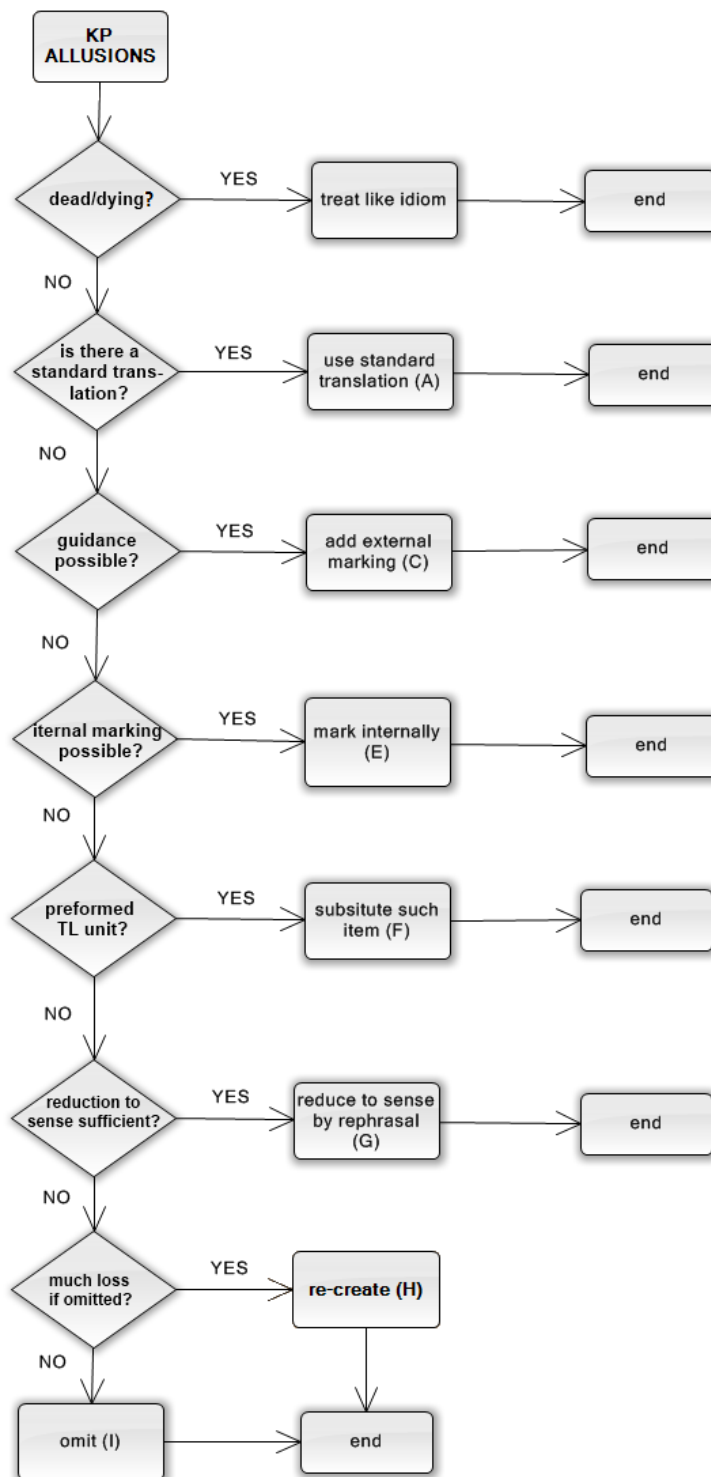 KP
ALLUSIONS
dead/dying?
YES
treat like idiom
end
NO
is there a
standard trans-
lation?
YES
use standard
translation (A)
end
NO
guidance
possible?
YES
add external
marking (C)
end
NO
iternal marking
possible?
YES
mark internally
(E)
end
NO
preformed
TL unit?
YES
subsitute such
item (F)
end
NO
reduction to
sense sufficient?
YES
reduce to sense
by rephrasal
(G)
end
NO
much loss
if omitted?
YES
re-create (H)
NO
omit (I)
end